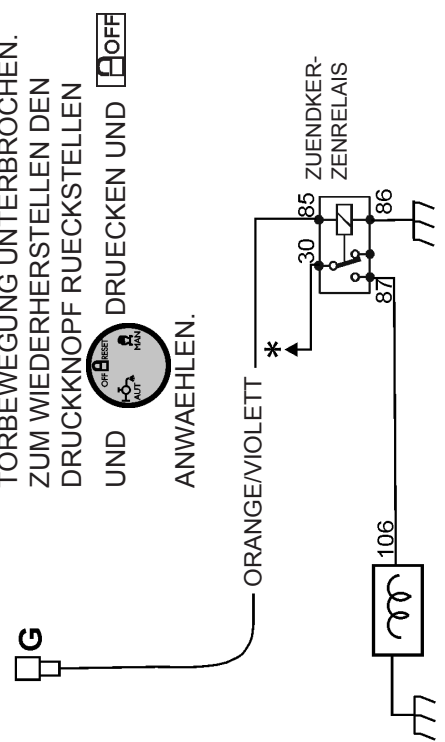 TORBEWEGUNG UNTERBROCHEN.
ZUM WIEDERHERSTELLEN DEN
DRUCKKNOPF RUECKSTELLEN
UND OFF RESET AUT MAN DRUECKEN UND OFF
ANWAEHLEN.
G
ORANGE/VIOLETT
*
30
85
ZUENDKER-
ZENRELAIS
87
86
106